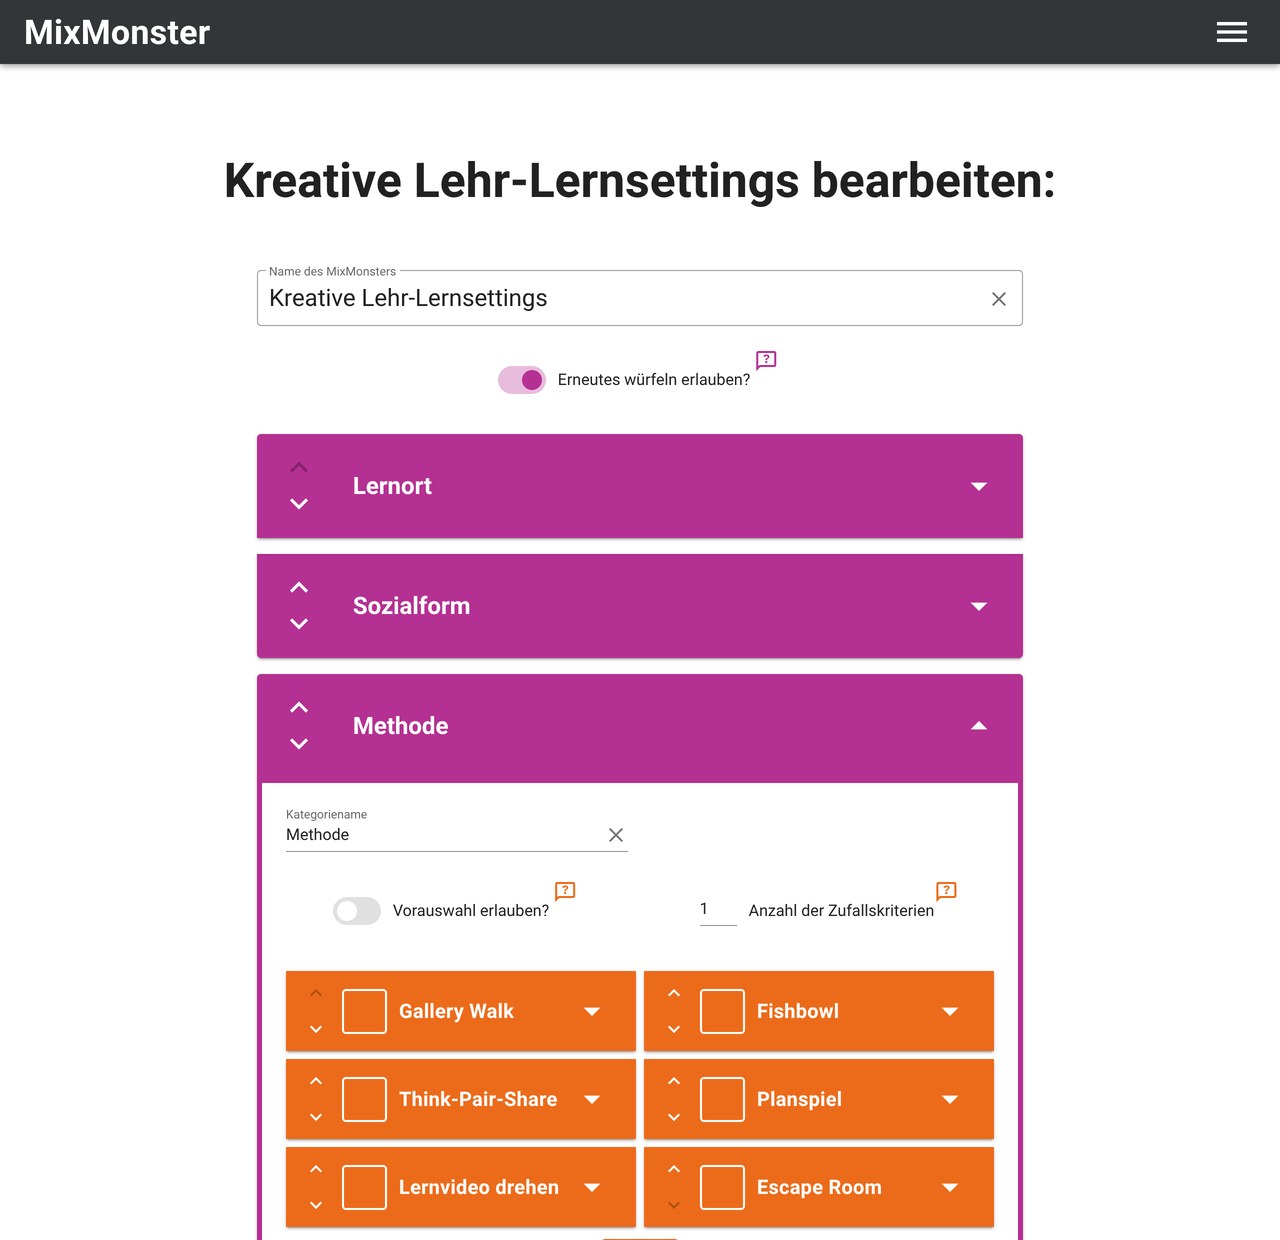 MixMonster
Kreative Lehr-Lernsettings bearbeiten:
Name des MixMonsters
Kreative Lehr-Lernsettings
Erneutes würfeln erlauben?
?
Lernort
Sozialform
Methode
Kategoriename
Methode
Vorauswahl erlauben?
?
1
Anzahl der Zufallskriterien
?
Gallery Walk
Fishbowl
Think-Pair-Share
Planspiel
Lernvideo drehen
Escape Room